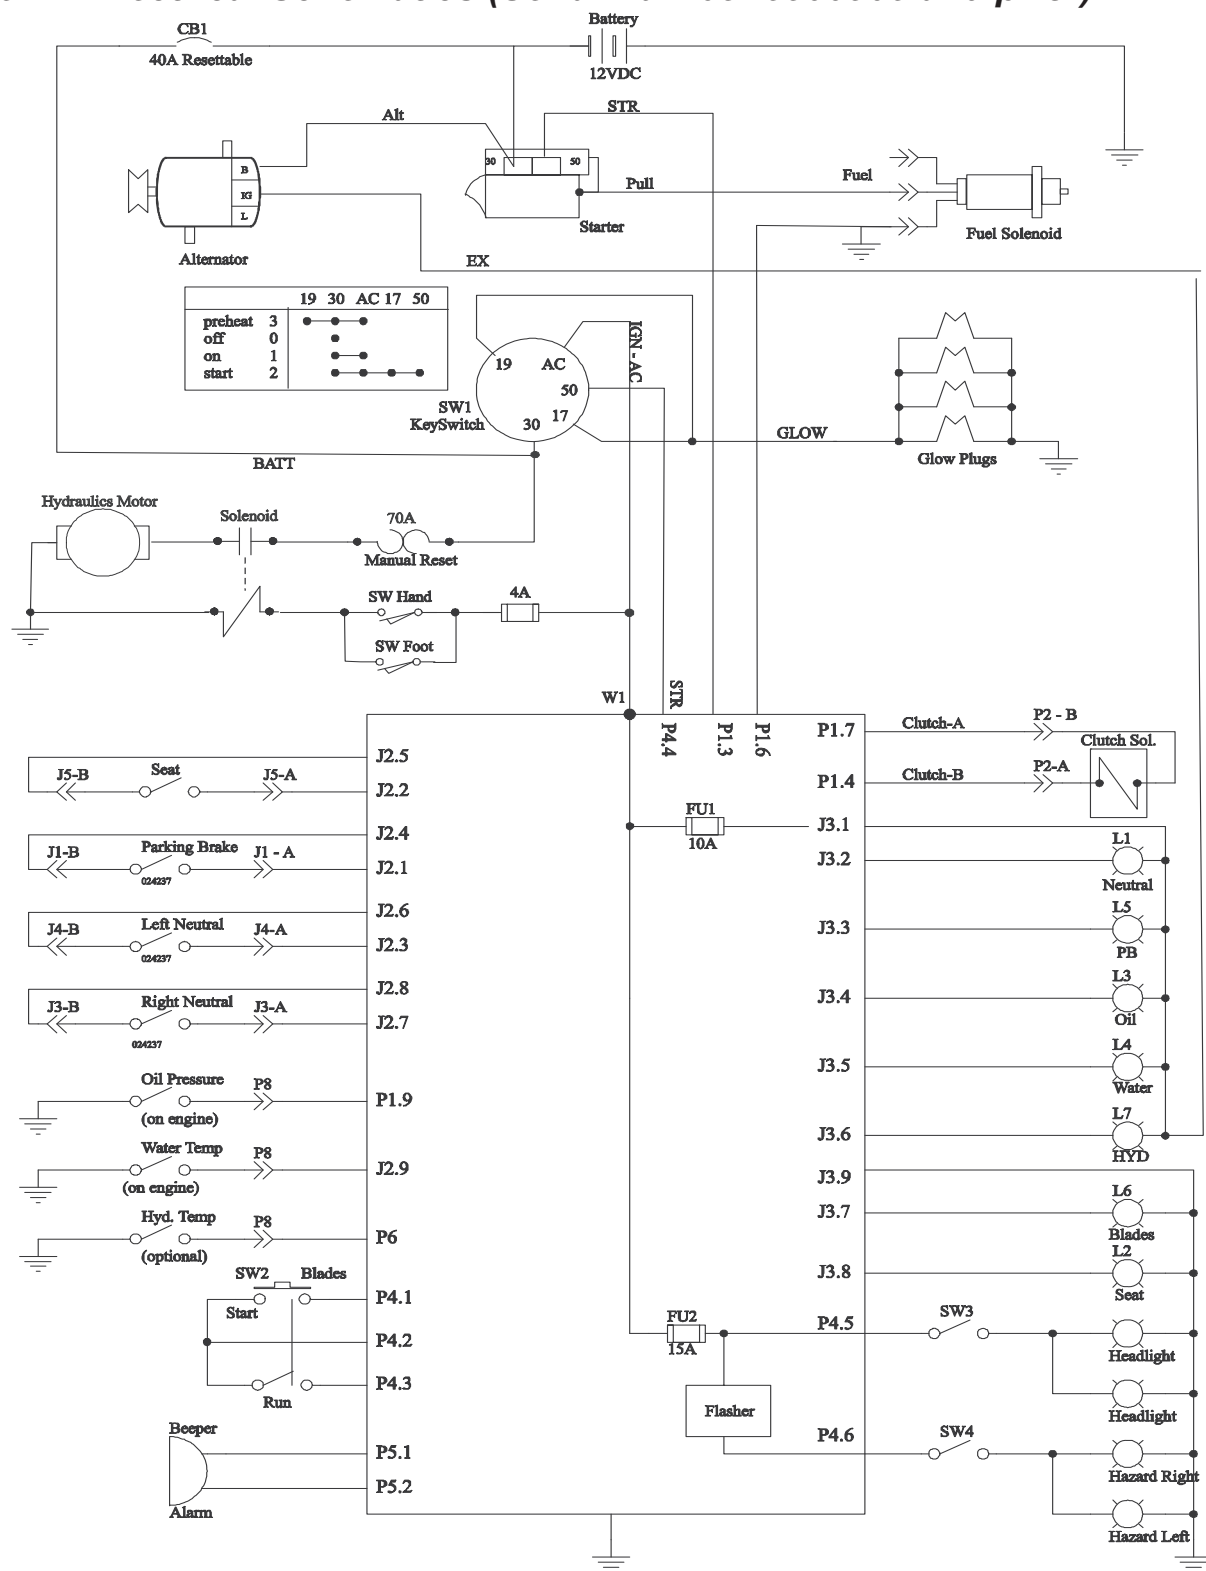 Battery
CB1
40A Resettable
12VDC
STR
Alt
30
50
B
IG
L
Pull
Fuel
Starter
Fuel Solenoid
Alternator
EX
19 30 AC 17 50
preheat 3
off 0
on 1
start 2
IGN - AC
19
AC
50
17
30
SW1
KeySwitch
GLOW
Glow Plugs
BATT
Hydraulics Motor
Solenoid
70A
Manual Reset
SW Hand
4A
SW Foot
W1
STR
P4.4
P1.3
P1.6
P1.7
Clutch-A
P2 - B
Clutch Sol.
P1.4
Clutch-B
P2-A
J2.5
J5-B
Seat
J5-A
J2.2
FU1
10A
J3.1
J2.4
J1-B
Parking Brake
J1 - A
024237
J2.1
J3.2
L1
Neutral
J2.6
J4-B
Left Neutral
J4-A
024237
J2.3
J3.3
L5
PB
J2.8
J3-B
Right Neutral
J3-A
024237
J2.7
J3.4
L3
Oil
J3.5
L4
Water
Oil Pressure
P8
(on engine)
P1.9
J3.6
L7
HYD
Water Temp
P8
(on engine)
J2.9
J3.9
J3.7
L6
Blades
Hyd. Temp
P8
(optional)
P6
J3.8
L2
Seat
SW2
Blades
Start
P4.1
P4.2
P4.3
Run
FU2
15A
P4.5
SW3
Headlight
Headlight
Flasher
P4.6
SW4
Hazard Right
Hazard Left
Beeper
P5.1
P5.2
Alarm